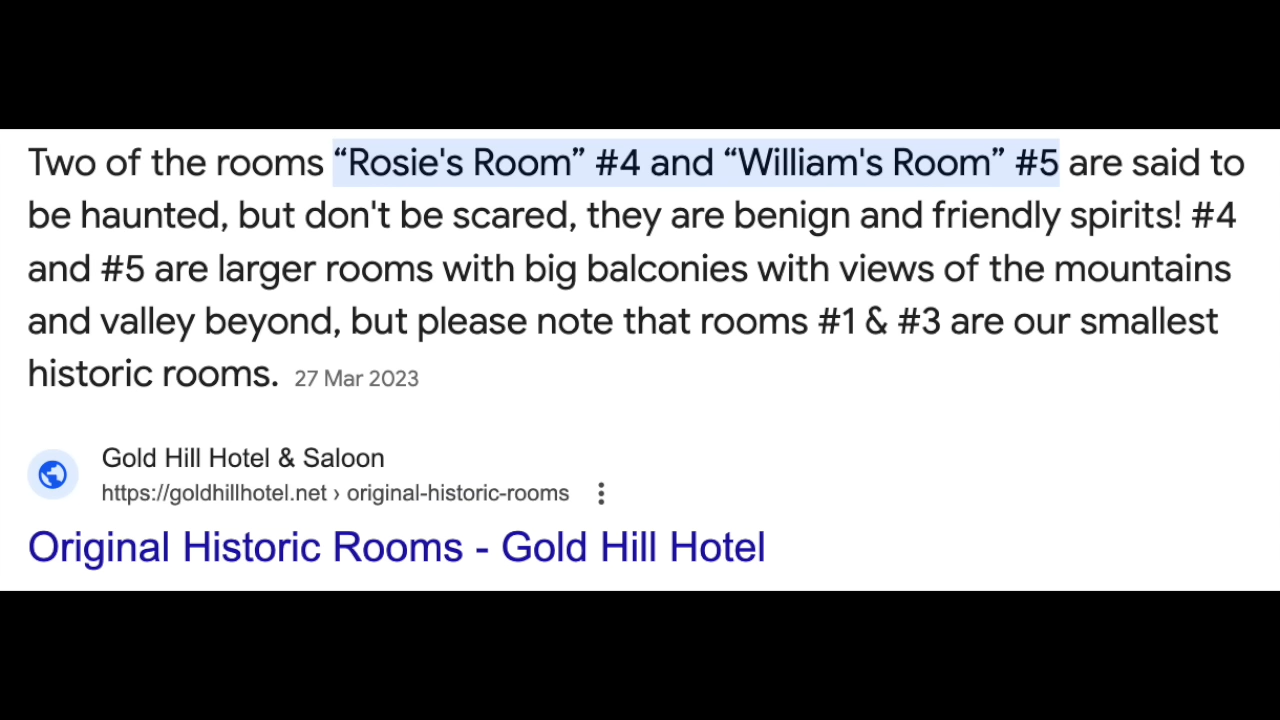 Two of the rooms “Rosie's Room” #4 and “William's Room” #5 are said to
be haunted, but don't be scared, they are benign and friendly spirits! #4
and #5 are larger rooms with big balconies with views of the mountains
and valley beyond, but please note that rooms #1 & #3 are our smallest
historic rooms. 27 Mar 2023
Gold Hill Hotel & Saloon
https://goldhillhotel.net › original-historic-rooms
Original Historic Rooms - Gold Hill Hotel